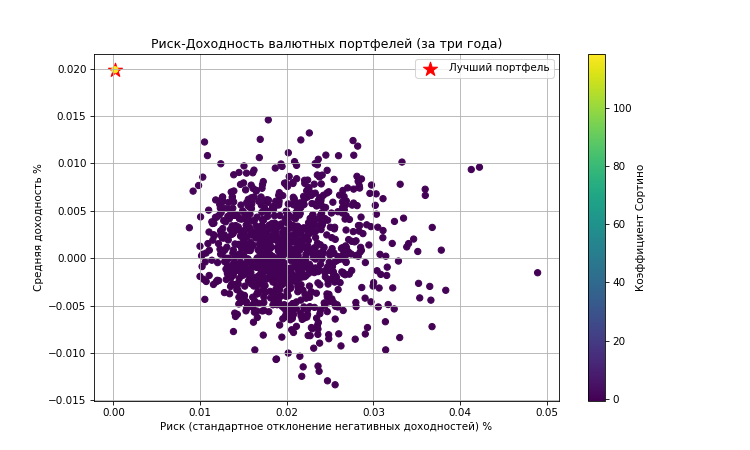 Риск-Доходность валютных портфелей (за три года)
Лучший портфель
0.020
0.015
0.010
0.005
0.000
−0.005
−0.010
−0.015
Средняя доходность %
0.00 0.01 0.02 0.03 0.04 0.05
Риск (стандартное отклонение негативных доходностей) %
100
80
60
40
20
0
Коэффициент Сортино